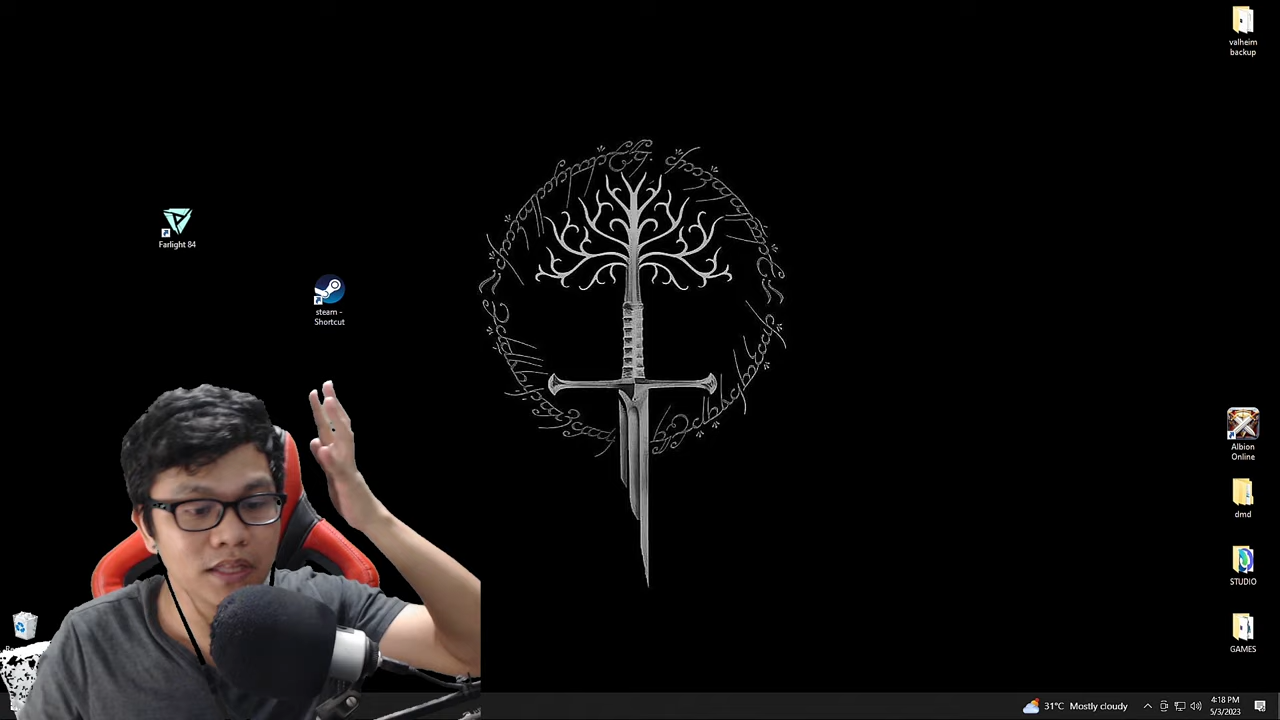 valheim
backup
Farlight 84
steam -
Shortcut
Albion
Online
dmd
STUDIO
GAMES
31°C Mostly cloudy
4:18 PM
5/3/2023